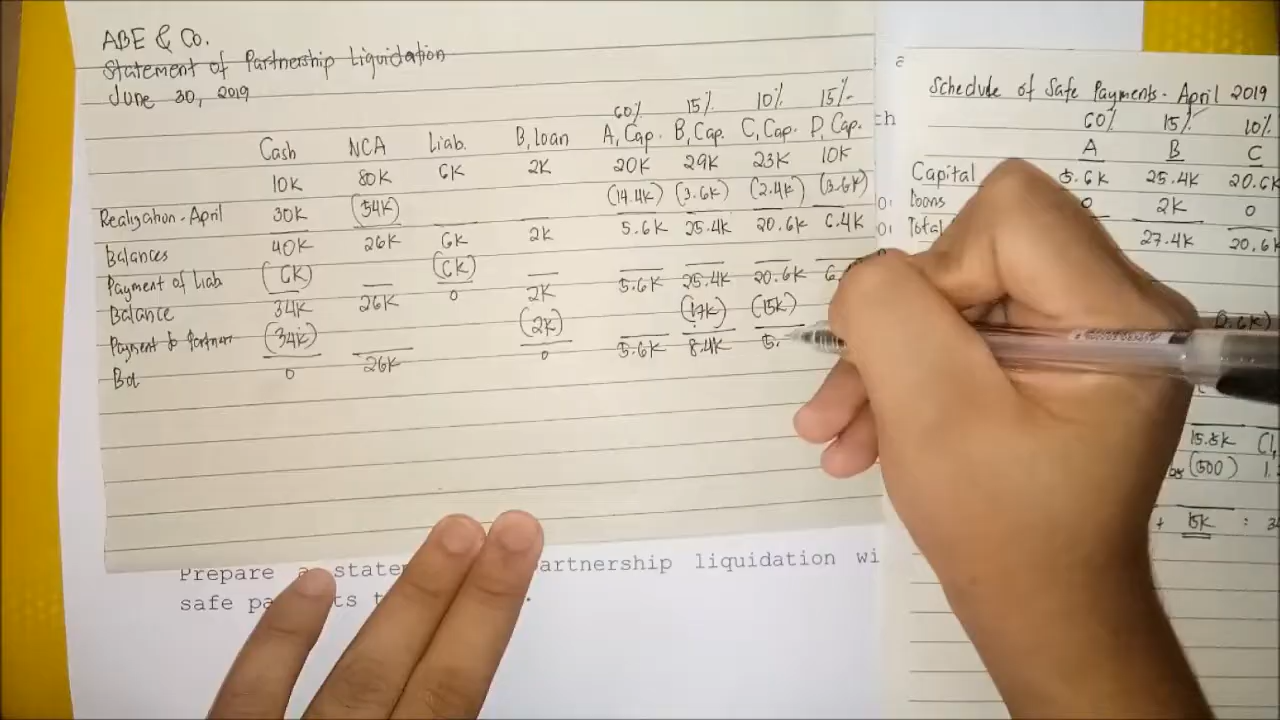 ABE & Co.
Statement of Partnership Liquidation
June 30, 2019
60% 15% 10% 15%
Cash NCA Liab. B, loan A, Cap. B, Cap. C, Cap. D, Cap.
10K 80K 6K 2K 20K 29K 23K 10K
Realization - April 30K (54K) (14.4K) (3.6K) (2.4K) (3.6K)
Balances 40K 26K 6K 2K 5.6K 25.4K 20.6K 6.4K
Payment of Liab (6K) (6K)
Balance 34K 26K 0 2K 5.6K 25.4K 20.6K
Payment to Partners (34K) (2K) (17K) (15K)
Bal 0 26K 0 5.6K 8.4K 5.
Schedule of Safe Payments - April 2019
60% 15% 10%
A B C
Capital 5.6K 25.4K 20.6K
Loans 0 2K 0
Total 27.4K 20.6K
15.5K
(500)
+ 15K :
Prepare a artnership liquidation wi
safe